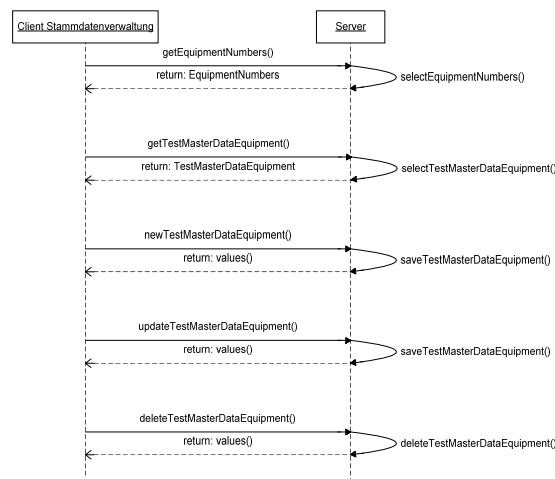 Client Stammdatenverwaltung
Server
getEquipmentNumbers()
return: EquipmentNumbers
selectEquipmentNumbers()
getTestMasterDataEquipment()
return: TestMasterDataEquipment
selectTestMasterDataEquipment()
newTestMasterDataEquipment()
return: values()
saveTestMasterDataEquipment()
updateTestMasterDataEquipment()
return: values()
saveTestMasterDataEquipment()
deleteTestMasterDataEquipment()
return: values()
deleteTestMasterDataEquipment()